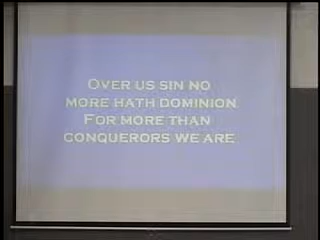 OVER US SIN NO
MORE HATH DOMINION
FOR MORE THAN
CONQUERORS WE ARE